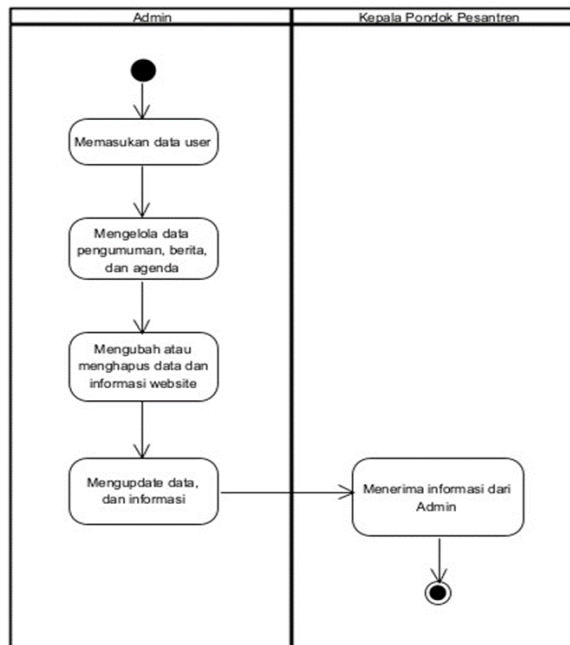 Admin
Kepala Pondok Pesantren
Memasukan data user
Mengelola data
pengumuman, berita,
dan agenda
Mengubah atau
menghapus data dan
informasi website
Mengupdate data,
dan informasi
Menerima informasi dari
Admin